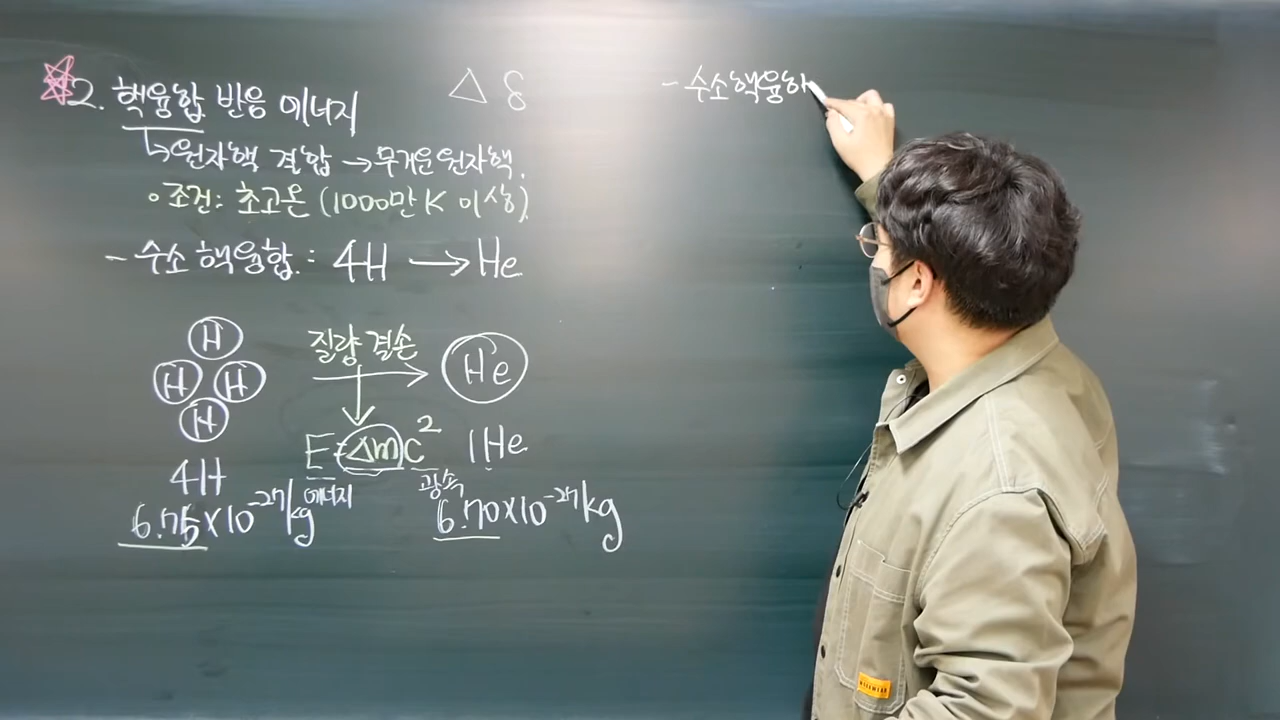 ☆2. 핵융합 반응 에너지
△ δ
↳원자핵 결합 → 무거운 원자핵.
∘조건: 초고온 (1000만K 이상)
- 수소 핵융합 : 4H → He
H
H H
H
질량 결손
He
E=△mc²
에너지
광속
4H
1He
6.75×10⁻²⁷kg
6.70×10⁻²⁷kg
- 수소핵융하